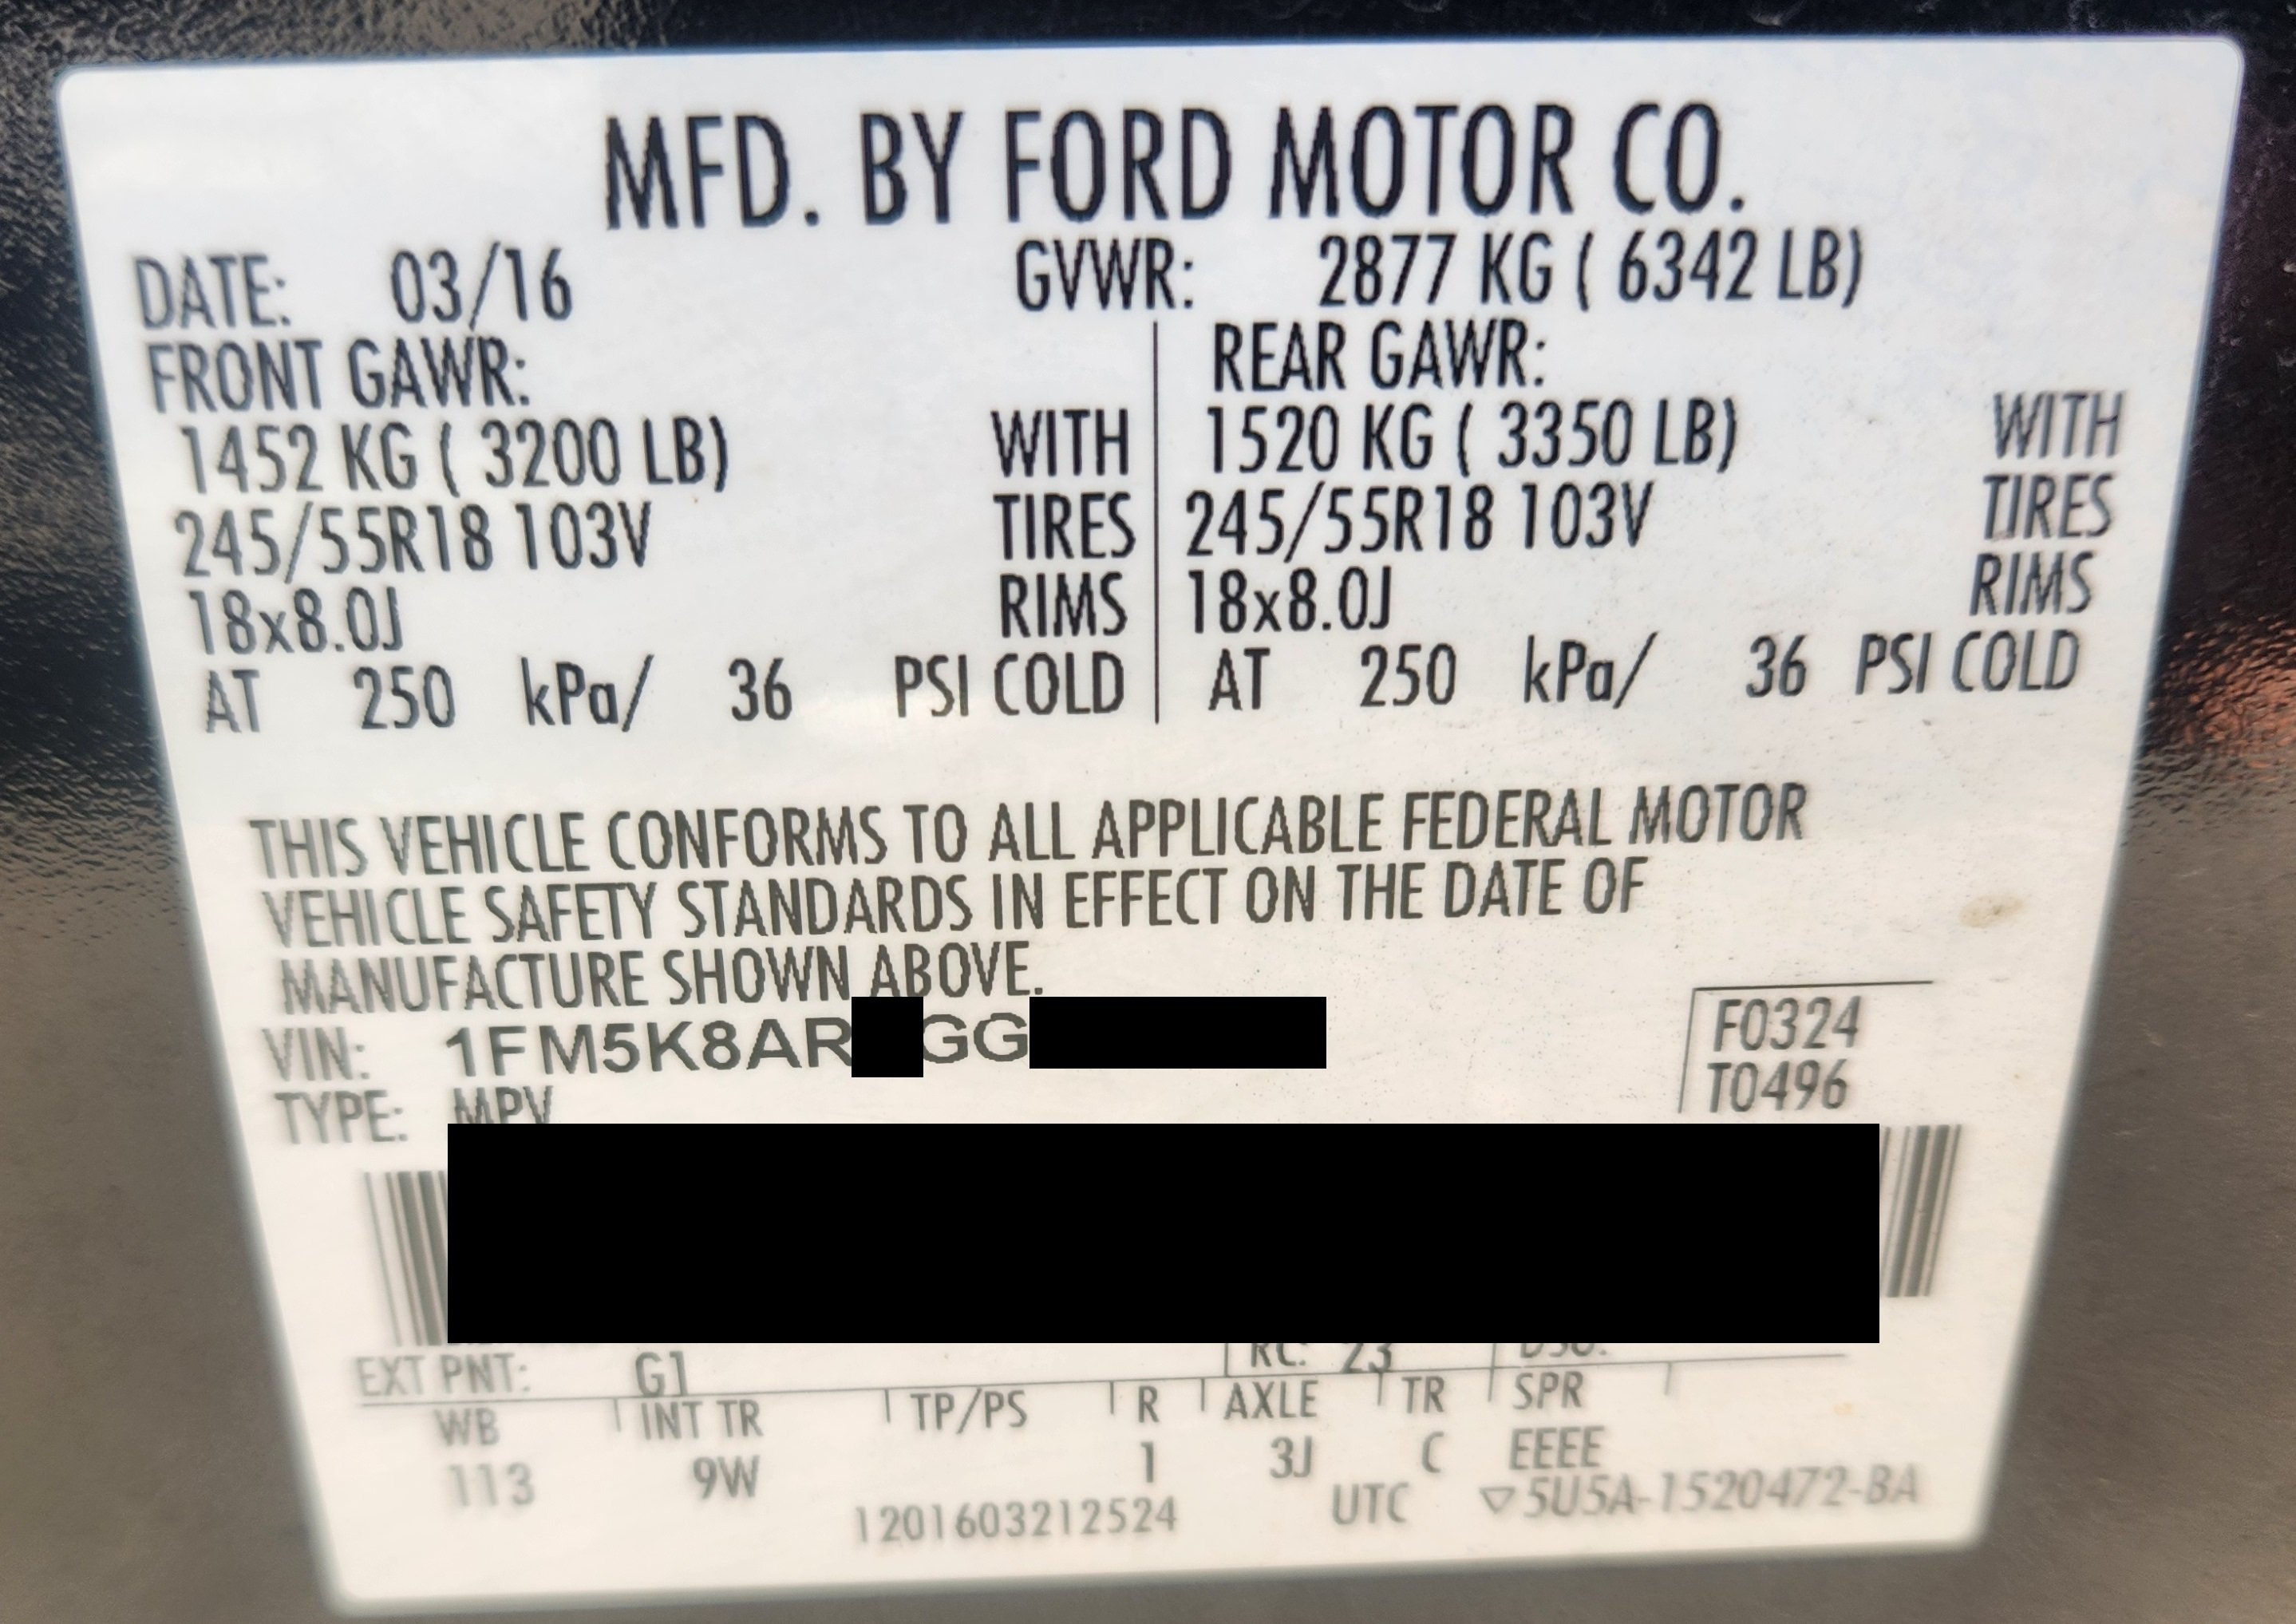 MFD. BY FORD MOTOR CO.
DATE: 03/16 GVWR: 2877 KG ( 6342 LB)
FRONT GAWR: REAR GAWR:
1452 KG ( 3200 LB) WITH 1520 KG ( 3350 LB) WITH
245/55R18 103V TIRES 245/55R18 103V TIRES
18x8.0J RIMS 18x8.0J RIMS
AT 250 kPa/ 36 PSI COLD AT 250 kPa/ 36 PSI COLD
THIS VEHICLE CONFORMS TO ALL APPLICABLE FEDERAL MOTOR
VEHICLE SAFETY STANDARDS IN EFFECT ON THE DATE OF
MANUFACTURE SHOWN ABOVE.
VIN: 1FM5K8AR GG F0324
TYPE: MPV T0496
EXT PNT: G1 RC: 23 DSO:
WB INT TR TP/PS R AXLE TR SPR
113 9W 1 3J C EEEE
1201603212524 UTC ▽5U5A-1520472-BA